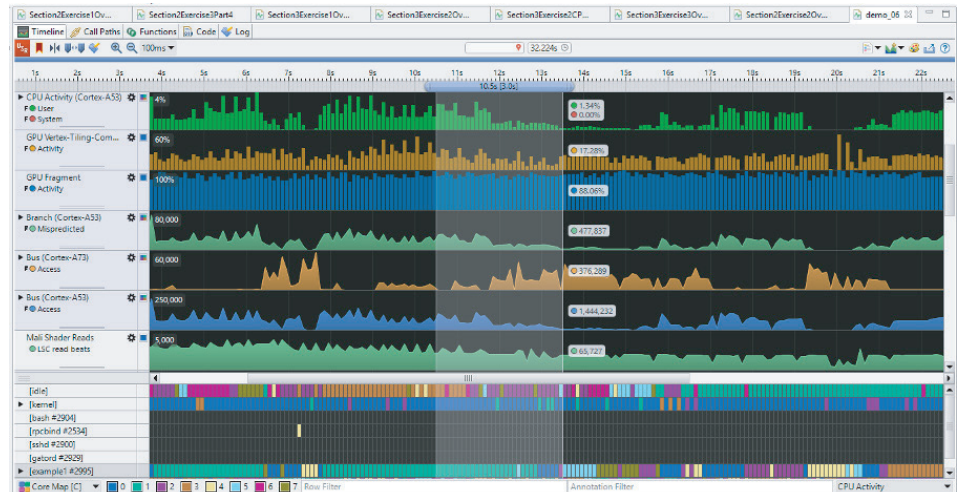 Section2Exercise1Ov... Section2Exercise3Part4 Section3Exercise1Ov... Section3Exercise2Ov... Section3Exercise2CP... Section3Exercise3Ov... Section2Exercise2Ov... demo_06
Timeline Call Paths Functions Code Log
100ms 32.224s
1s 2s 3s 4s 5s 6s 7s 8s 9s 10s 11s 12s 13s 14s 15s 16s 17s 18s 19s 20s 21s 22s
10.5s [3.0s]
CPU Activity (Cortex-A53) 4%
F User 1.34%
F System 0.00%
GPU Vertex-Tiling-Com... 60%
F Activity 17.28%
GPU Fragment 100%
F Activity 88.06%
Branch (Cortex-A53) 80,000
F Mispredicted 477,837
Bus (Cortex-A73) 60,000
F Access 376,289
Bus (Cortex-A53) 250,000
F Access 1,444,232
Mali Shader Reads 5,000
LSC read beats 65,727
[idle]
[kernel]
[bash #2904]
[rpcbind #2534]
[sshd #2900]
[gatord #2929]
[example1 #2995]
Core Map [C] 0 1 2 3 4 5 6 7 Row Filter Annotation Filter CPU Activity